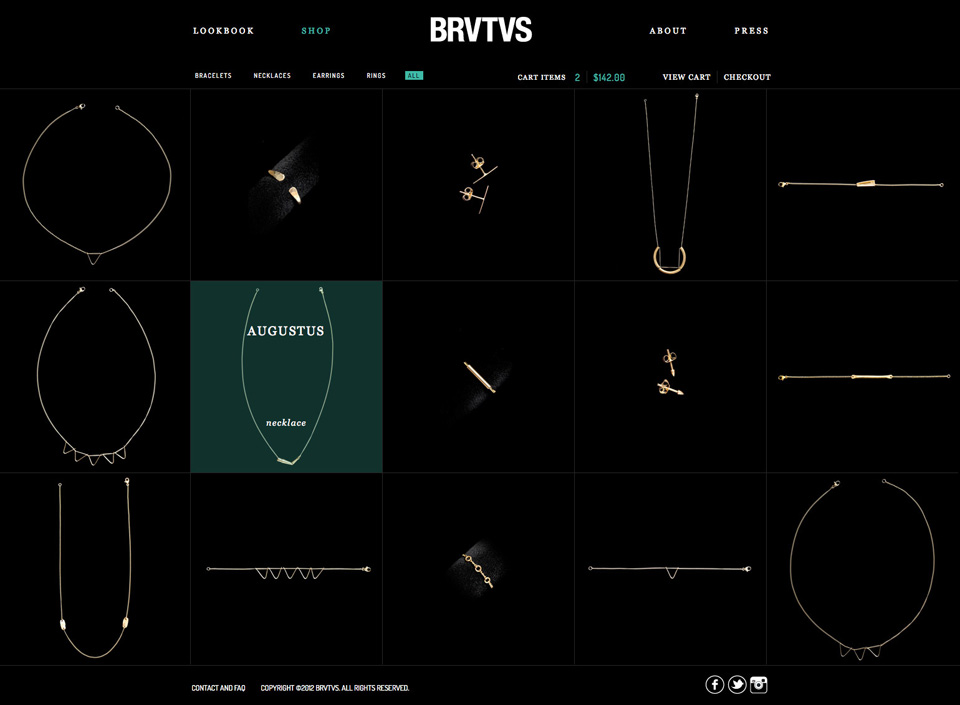 LOOKBOOK SHOP BRVTVS ABOUT PRESS
BRACELETS NECKLACES EARRINGS RINGS ALL CART ITEMS 2 $142.00 VIEW CART CHECKOUT
AUGUSTUS
necklace
CONTACT AND FAQ COPYRIGHT ©2012 BRVTVS. ALL RIGHTS RESERVED.